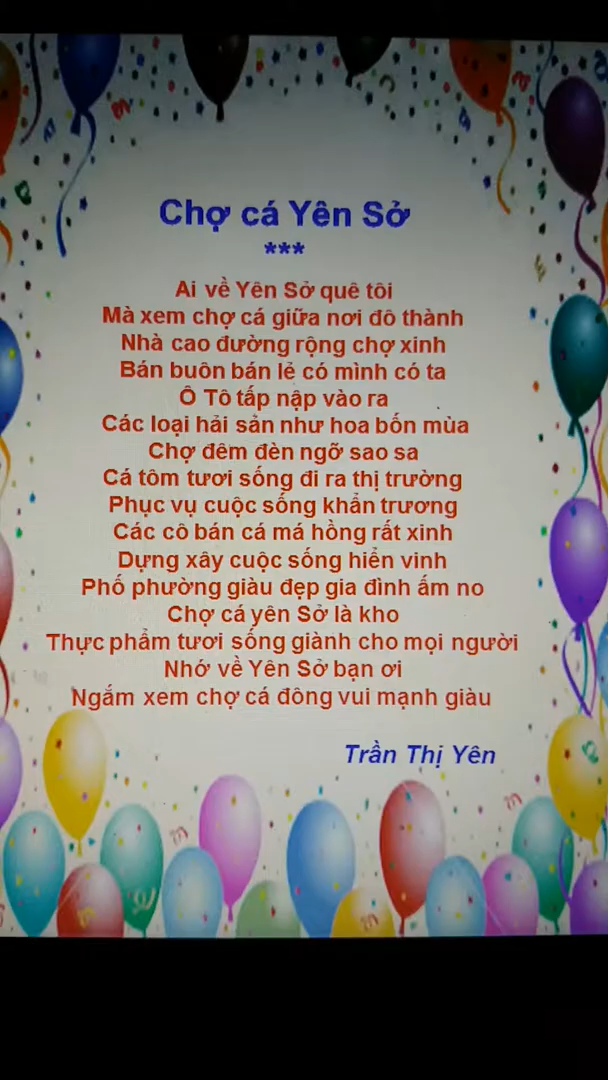 Chợ cá Yên Sở
***
Ai về Yên Sở quê tôi
Mà xem chợ cá giữa nơi đô thành
Nhà cao đường rộng chợ xinh
Bán buôn bán lẻ có mình có ta
Ô Tô tấp nập vào ra
Các loại hải sản như hoa bốn mùa
Chợ đêm đèn ngỡ sao sa
Cá tôm tươi sống đi ra thị trường
Phục vụ cuộc sống khẩn trương
Các cô bán cá má hồng rất xinh
Dựng xây cuộc sống hiển vinh
Phố phường giàu đẹp gia đình ấm no
Chợ cá yên Sở là kho
Thực phẩm tươi sống giành cho mọi người
Nhớ về Yên Sở bạn ơi
Ngắm xem chợ cá đông vui mạnh giàu
Trần Thị Yên